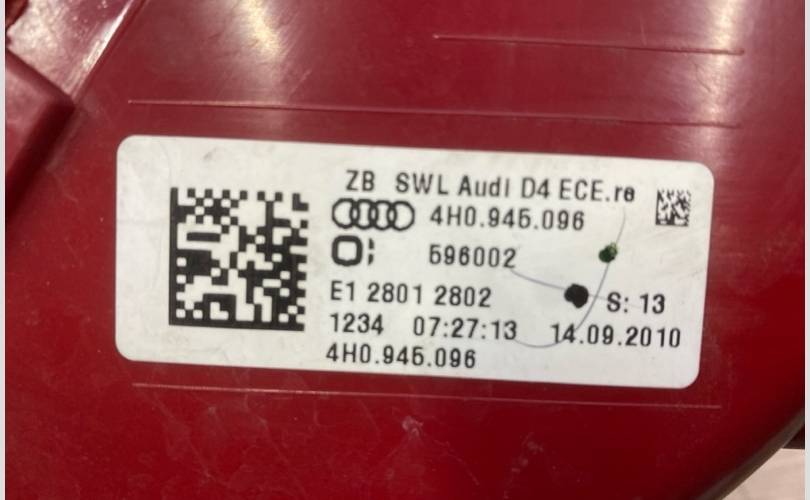 ZB SWL Audi D4 ECE.re
4H0.945.096
596002
E1 2801 2802
S: 13
1234 07:27:13 14.09.2010
4H0.945.096